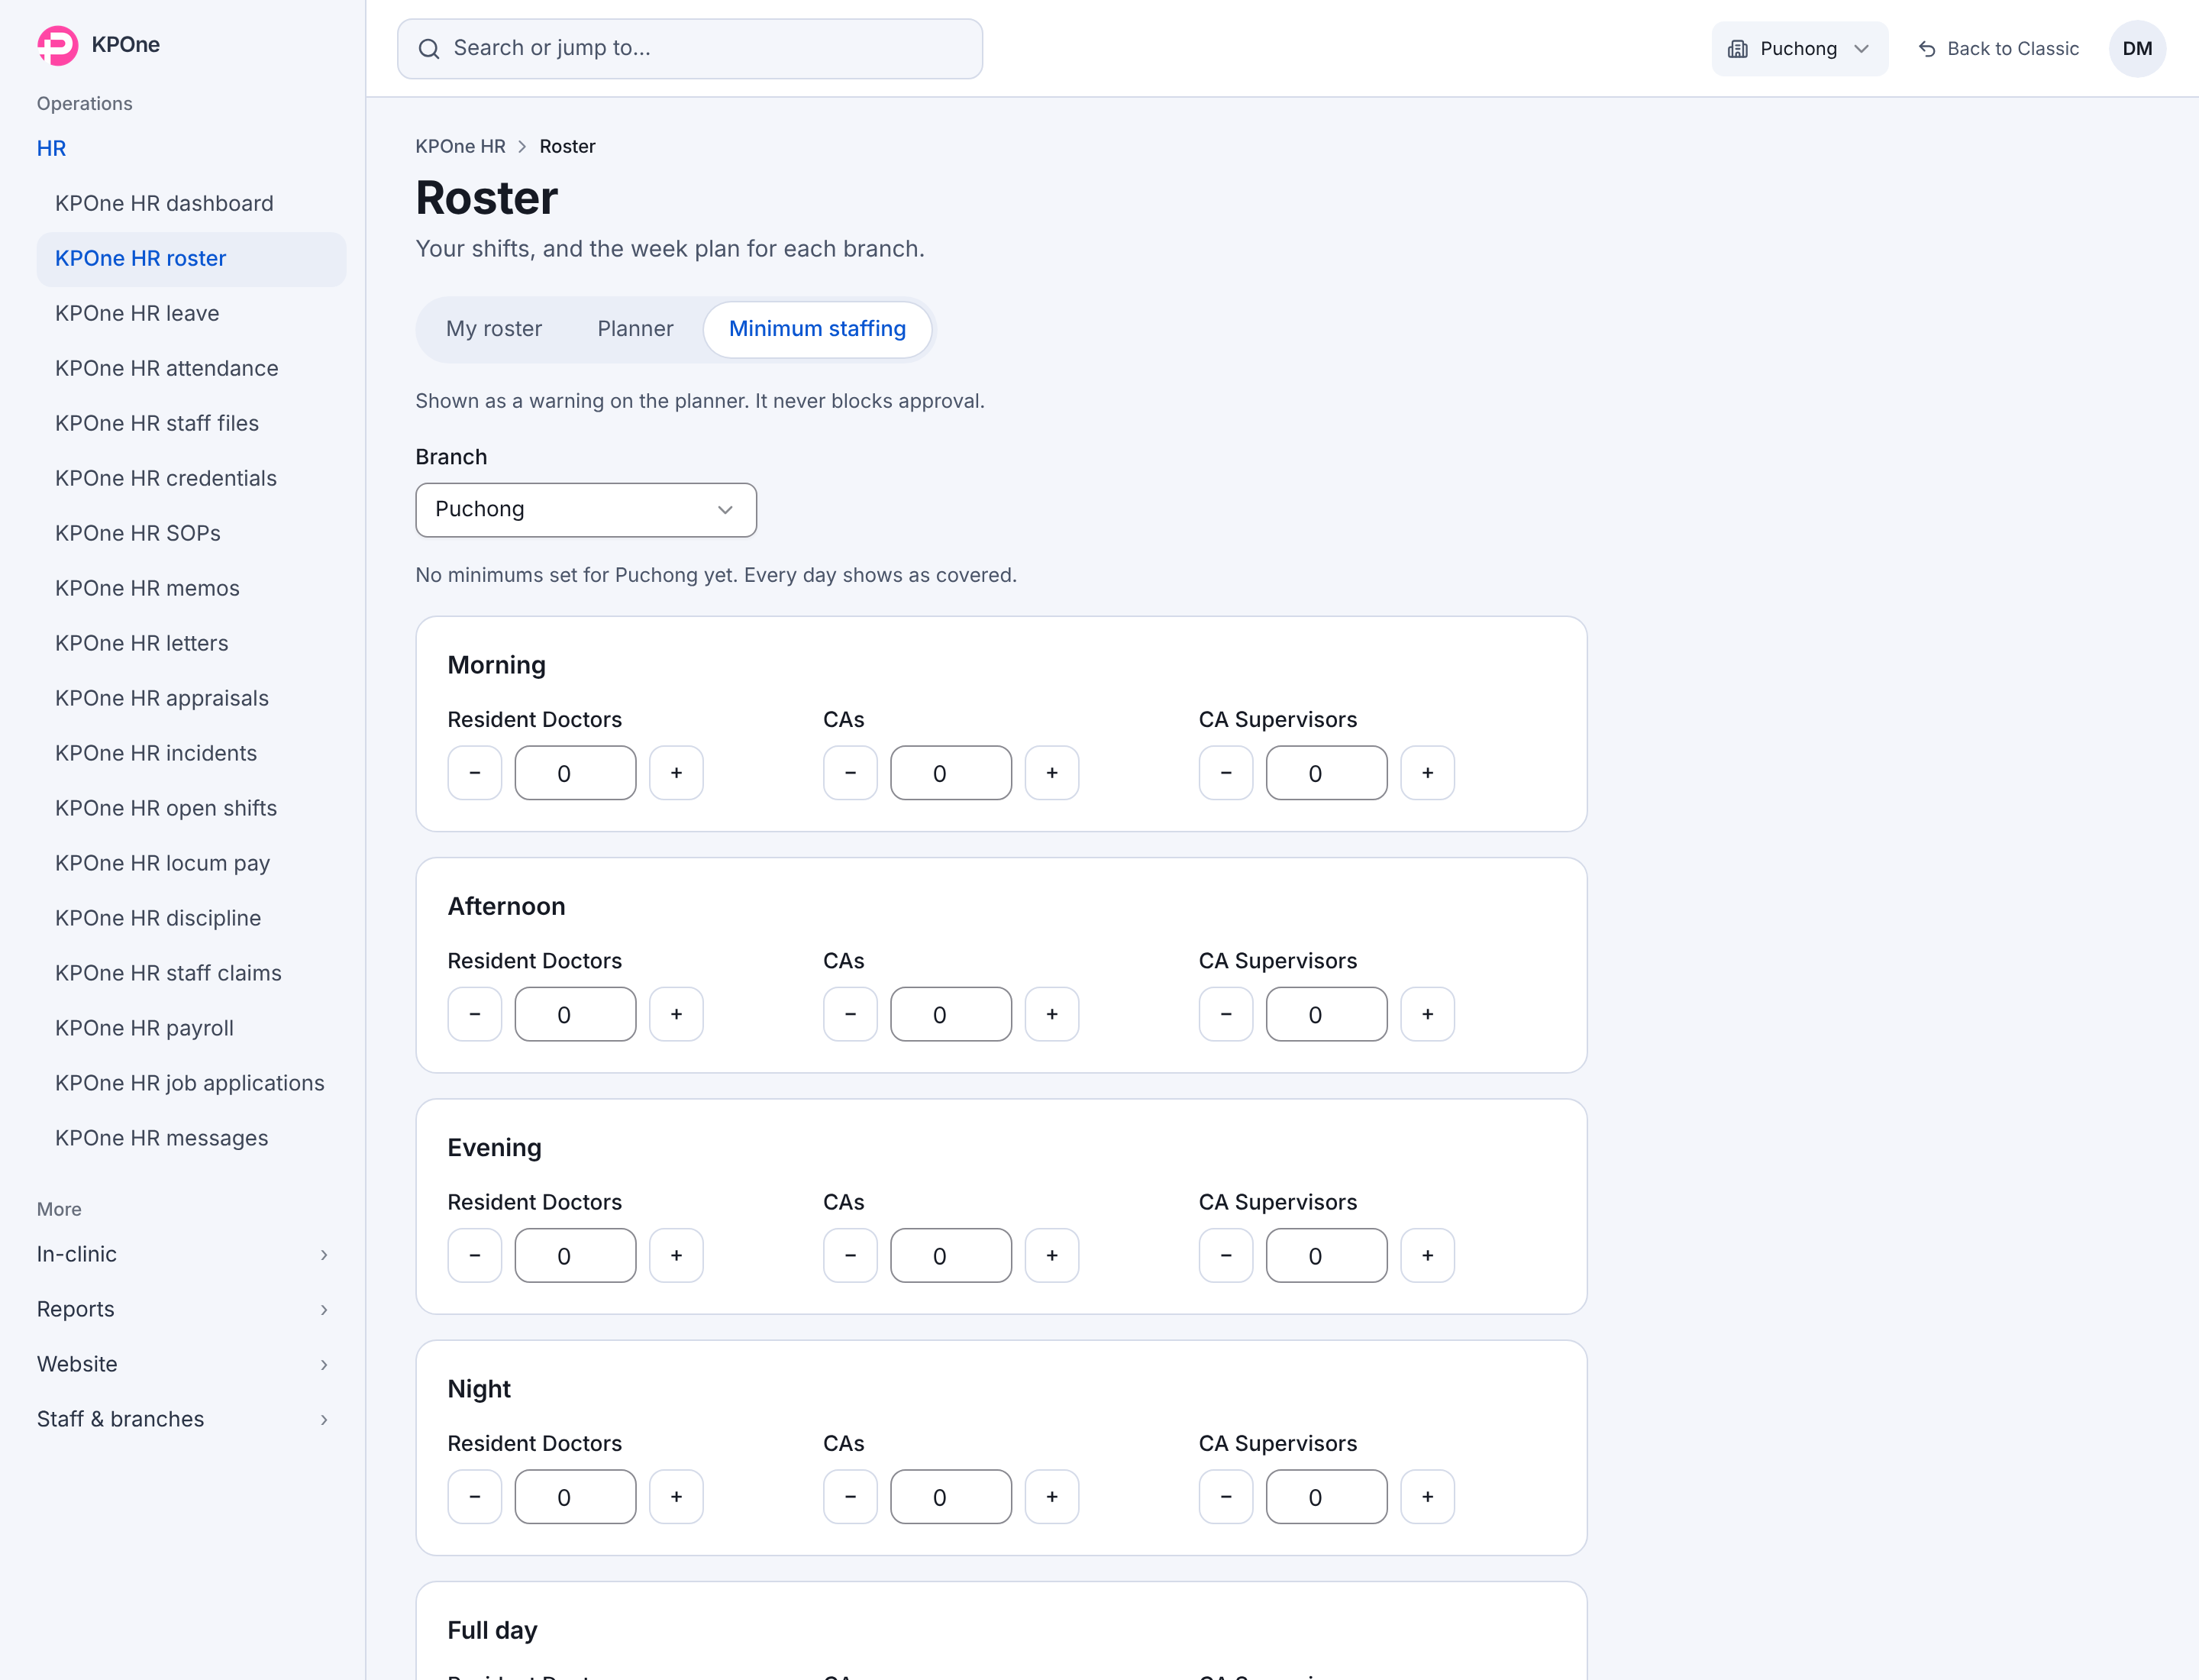 KPOne
Search or jump to...
Puchong
Back to Classic
DM
Operations
HR
KPOne HR dashboard
KPOne HR roster
KPOne HR leave
KPOne HR attendance
KPOne HR staff files
KPOne HR credentials
KPOne HR SOPs
KPOne HR memos
KPOne HR letters
KPOne HR appraisals
KPOne HR incidents
KPOne HR open shifts
KPOne HR locum pay
KPOne HR discipline
KPOne HR staff claims
KPOne HR payroll
KPOne HR job applications
KPOne HR messages
More
In-clinic
Reports
Website
Staff & branches
KPOne HR > Roster
Roster
Your shifts, and the week plan for each branch.
My roster Planner Minimum staffing
Shown as a warning on the planner. It never blocks approval.
Branch
Puchong
No minimums set for Puchong yet. Every day shows as covered.
Morning
Resident Doctors CAs CA Supervisors
− 0 + − 0 + − 0 +
Afternoon
Resident Doctors CAs CA Supervisors
− 0 + − 0 + − 0 +
Evening
Resident Doctors CAs CA Supervisors
− 0 + − 0 + − 0 +
Night
Resident Doctors CAs CA Supervisors
− 0 + − 0 + − 0 +
Full day